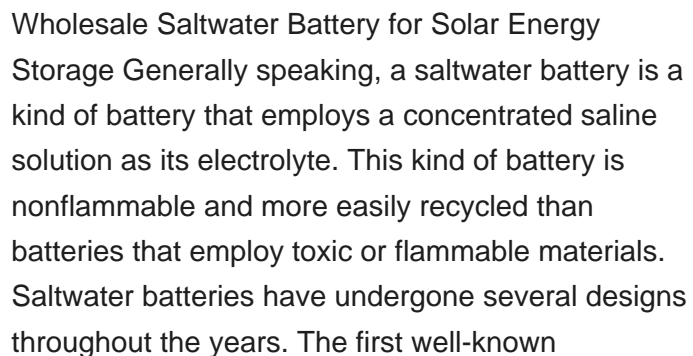 Wholesale Saltwater Battery for Solar Energy
Storage Generally speaking, a saltwater battery is a
kind of battery that employs a concentrated saline
solution as its electrolyte. This kind of battery is
nonflammable and more easily recycled than
batteries that employ toxic or flammable materials.
Saltwater batteries have undergone several designs
throughout the years. The first well-known